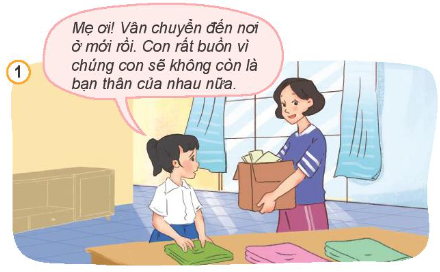 Mẹ ơi! Vân chuyển đến nơi
ở mới rồi. Con rất buồn vì
chúng con sẽ không còn là
bạn thân của nhau nữa.
1